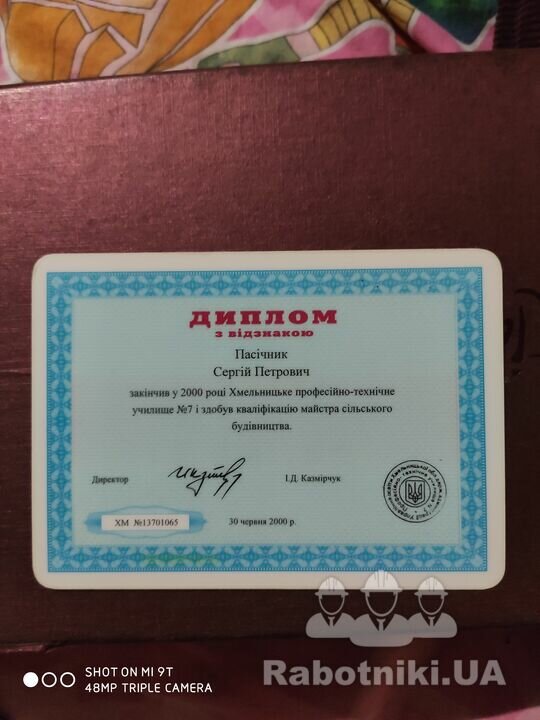 ДИПЛОМ
з відзнакою
Пасічник
Сергій Петрович
закінчив у 2000 році Хмельницьке професійно-технічне
училище №7 і здобув кваліфікацію майстра сільського
будівництва.
Директор
І.Д. Казмірчук
ХМ №13701065
30 червня 2000 р.
SHOT ON MI 9T
48MP TRIPLE CAMERA
Rabotniki.UA